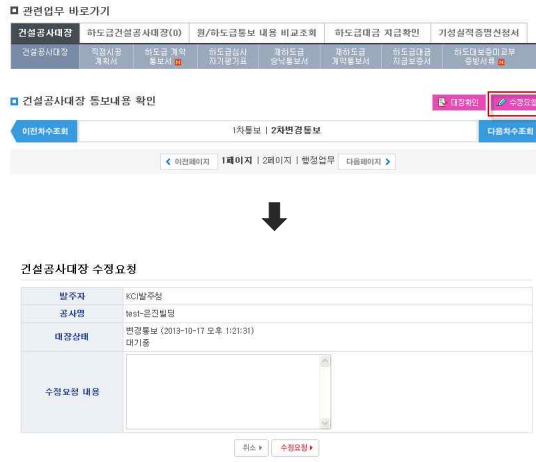 관련업무 바로가기
건설공사대장 하도급건설공사대장(0) 원/하도급통보 내용 비교조회 하도급대금 지급확인 기성실적증명신청서
건설공사대장 직접시공 계획서 하도급 계약 통보서 하도급심사 자기평가표 재하도급 승낙통보서 재하도급 계약통보서 하도급대금 지급보증서 하도대보증미교부 증빙서류
건설공사대장 통보내용 확인
대장확인 수정요청
이전차수조회 1차통보 | 2차변경통보 다음차수조회
이전페이지 1페이지 | 2페이지 | 행정업무 다음페이지
건설공사대장 수정요청
발주자 KCI발주청
공사명 test-은진빌딩
대장상태 변경통보 (2013-10-17 오후 1:21:31)
대기중
수정요청 내용
취소 수정요청